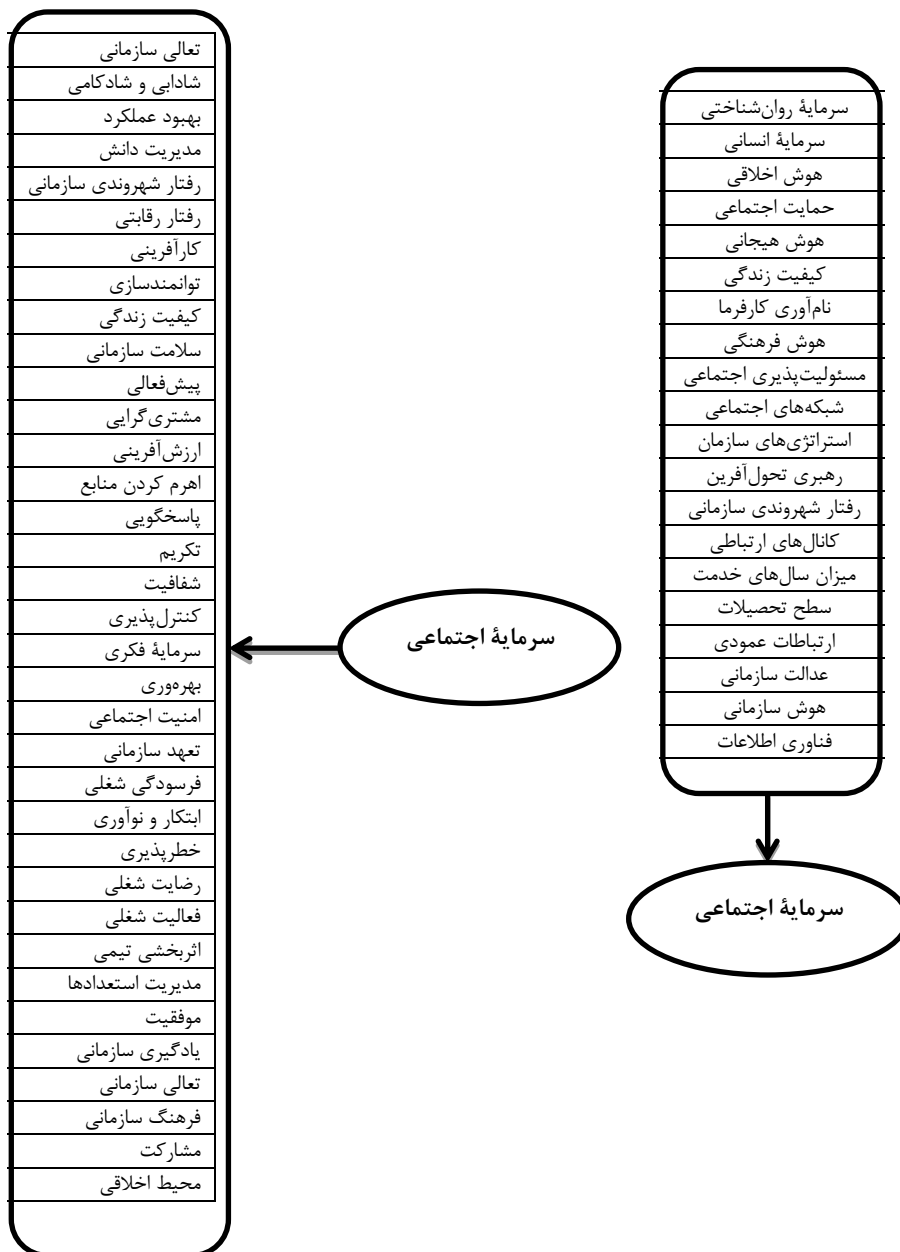 سرمایۀ روان‌شناختی
سرمایۀ انسانی
هوش اخلاقی
حمایت اجتماعی
هوش هیجانی
کیفیت زندگی
نام‌آوری کارفرما
هوش فرهنگی
مسئولیت‌پذیری اجتماعی
شبکه‌های اجتماعی
استراتژی‌های سازمان
رهبری تحول‌آفرین
رفتار شهروندی سازمانی
کانال‌های ارتباطی
میزان سال‌های خدمت
سطح تحصیلات
ارتباطات عمودی
عدالت سازمانی
هوش سازمانی
فناوری اطلاعات
سرمایۀ اجتماعی
سرمایۀ اجتماعی
تعالی سازمانی
شادابی و شادکامی
بهبود عملکرد
مدیریت دانش
رفتار شهروندی سازمانی
رفتار رقابتی
کارآفرینی
توانمندسازی
کیفیت زندگی
سلامت سازمانی
پیش‌فعالی
مشتری‌گرایی
ارزش‌آفرینی
اهرم کردن منابع
پاسخگویی
تکریم
شفافیت
کنترل‌پذیری
سرمایۀ فکری
بهره‌وری
امنیت اجتماعی
تعهد سازمانی
فرسودگی شغلی
ابتکار و نوآوری
خطرپذیری
رضایت شغلی
فعالیت شغلی
اثربخشی تیمی
مدیریت استعدادها
موفقیت
یادگیری سازمانی
تعالی سازمانی
فرهنگ سازمانی
مشارکت
محیط اخلاقی